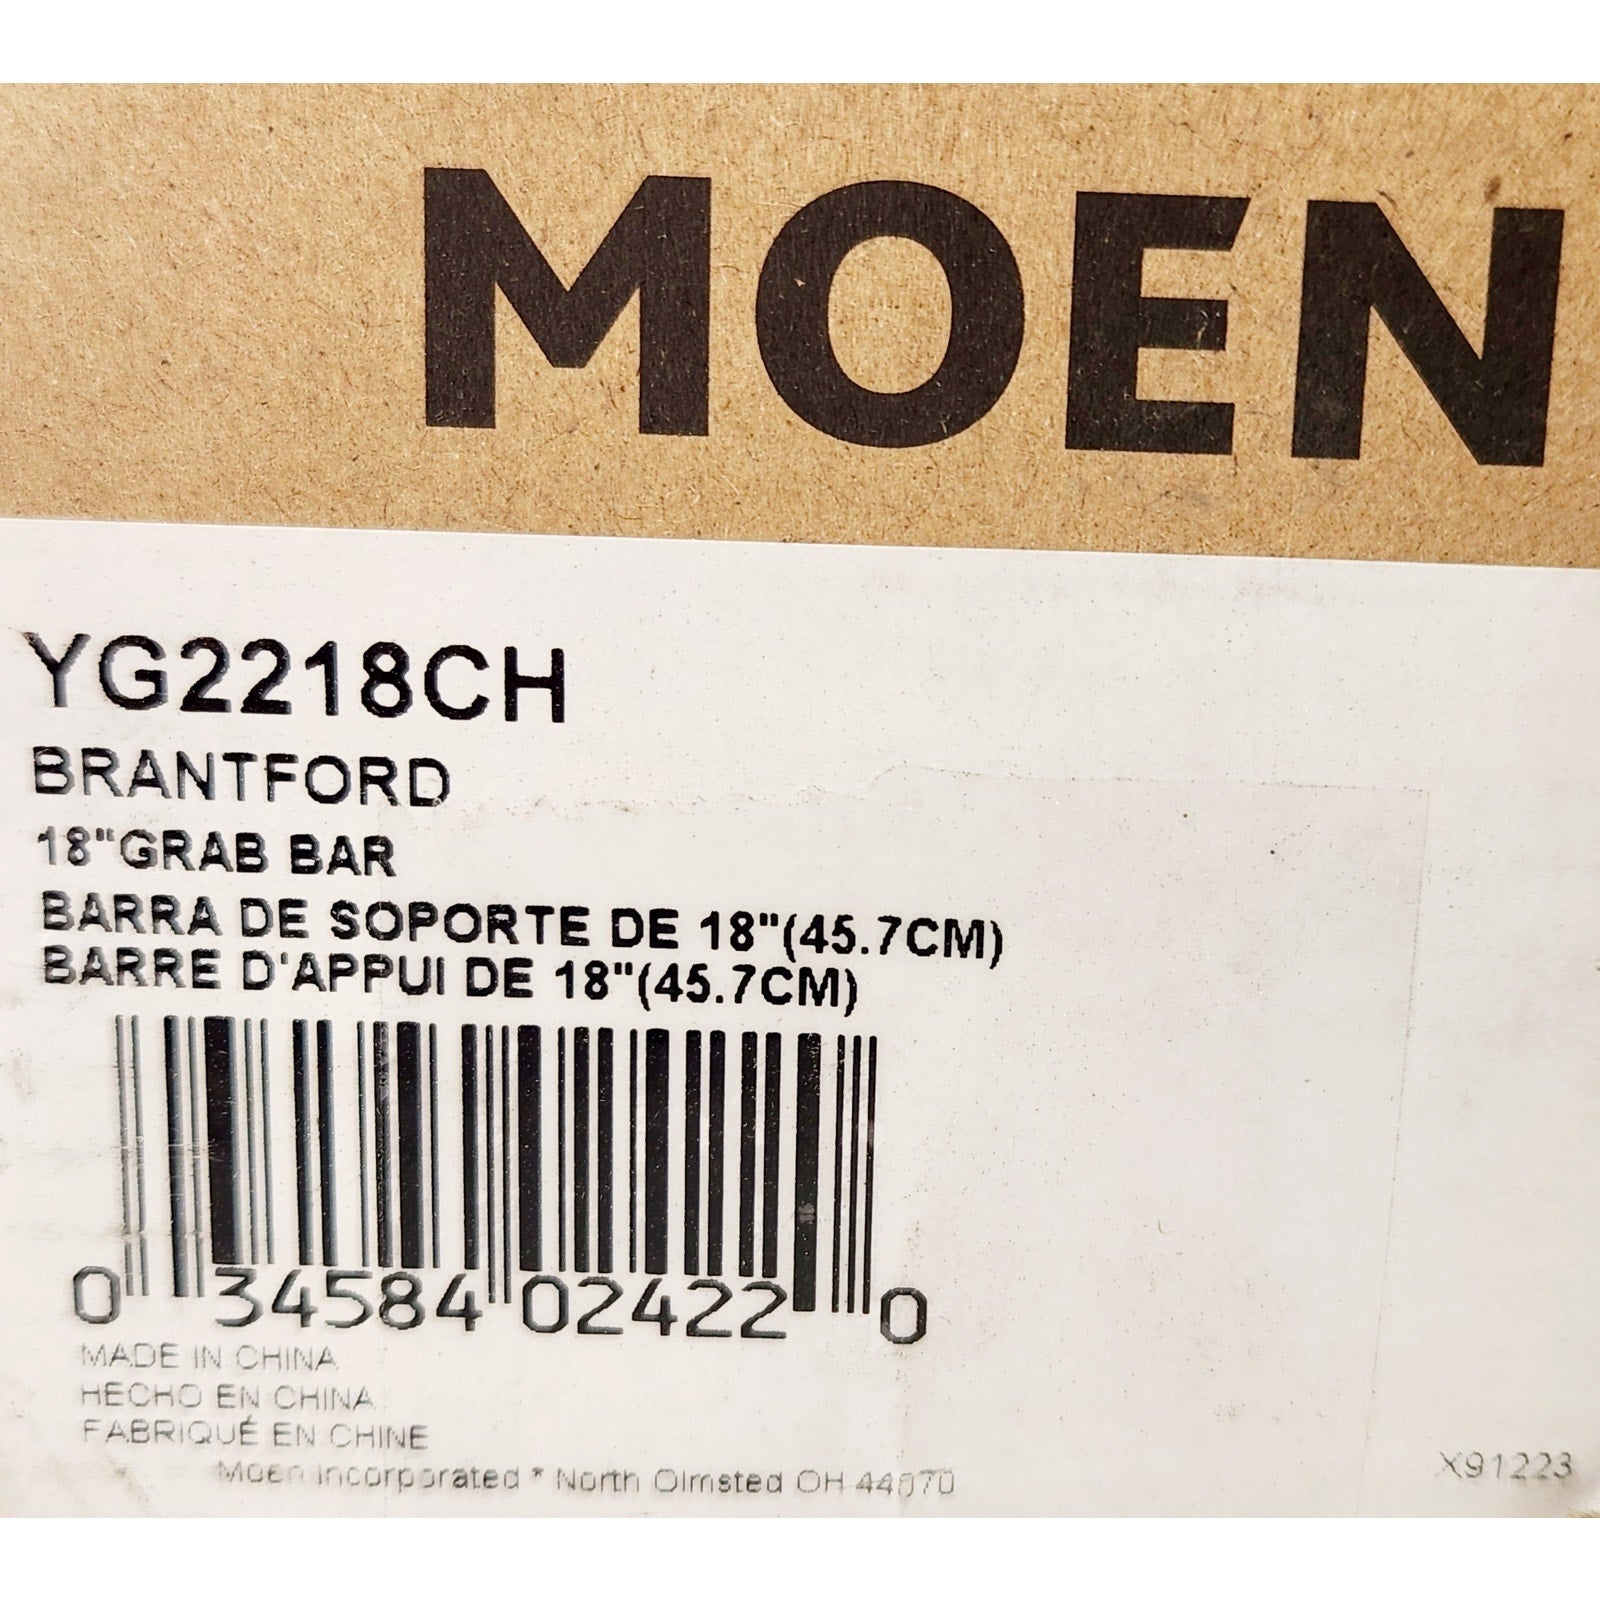 MOEN
YG2218CH
BRANTFORD
18"GRAB BAR
BARRA DE SOPORTE DE 18"(45.7CM)
BARRE D'APPUI DE 18"(45.7CM)
0 34584 02422 0
MADE IN CHINA
HECHO EN CHINA
FABRIQUÉ EN CHINE
Moen Incorporated * North Olmsted OH 44070
X91223